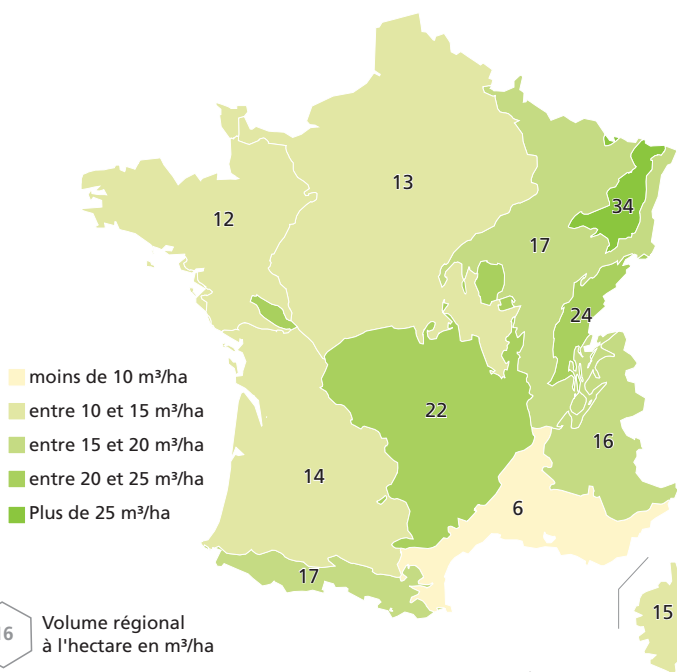 13
12
34
17
24
moins de 10 m³/ha
entre 10 et 15 m³/ha
22
entre 15 et 20 m³/ha
16
entre 20 et 25 m³/ha
14
Plus de 25 m³/ha
6
17
15
Volume régional
à l'hectare en m³/ha